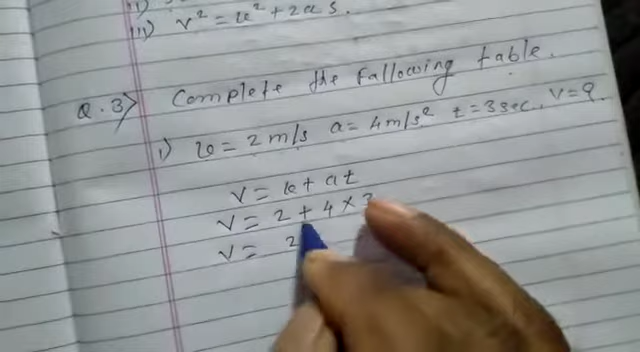 iii) v² = u² + 2as.
Q.3) Complete the Following table.
i) u = 2 m/s a = 4 m/s² t = 3 sec. V = ?
V = u + at
V = 2 + 4 × 3
V = 2